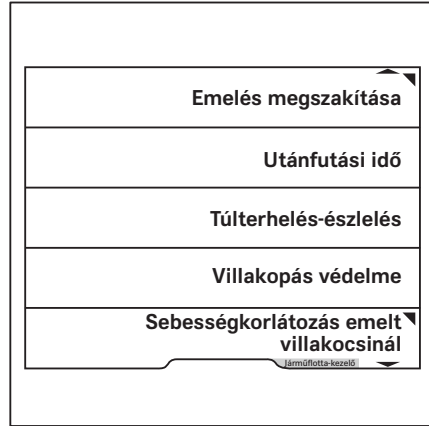 Emelés megszakítása
Utánfutási idő
Túlterhelés-észlelés
Villakopás védelme
Sebességkorlátozás emelt
villakocsinál
Járműflotta-kezelő